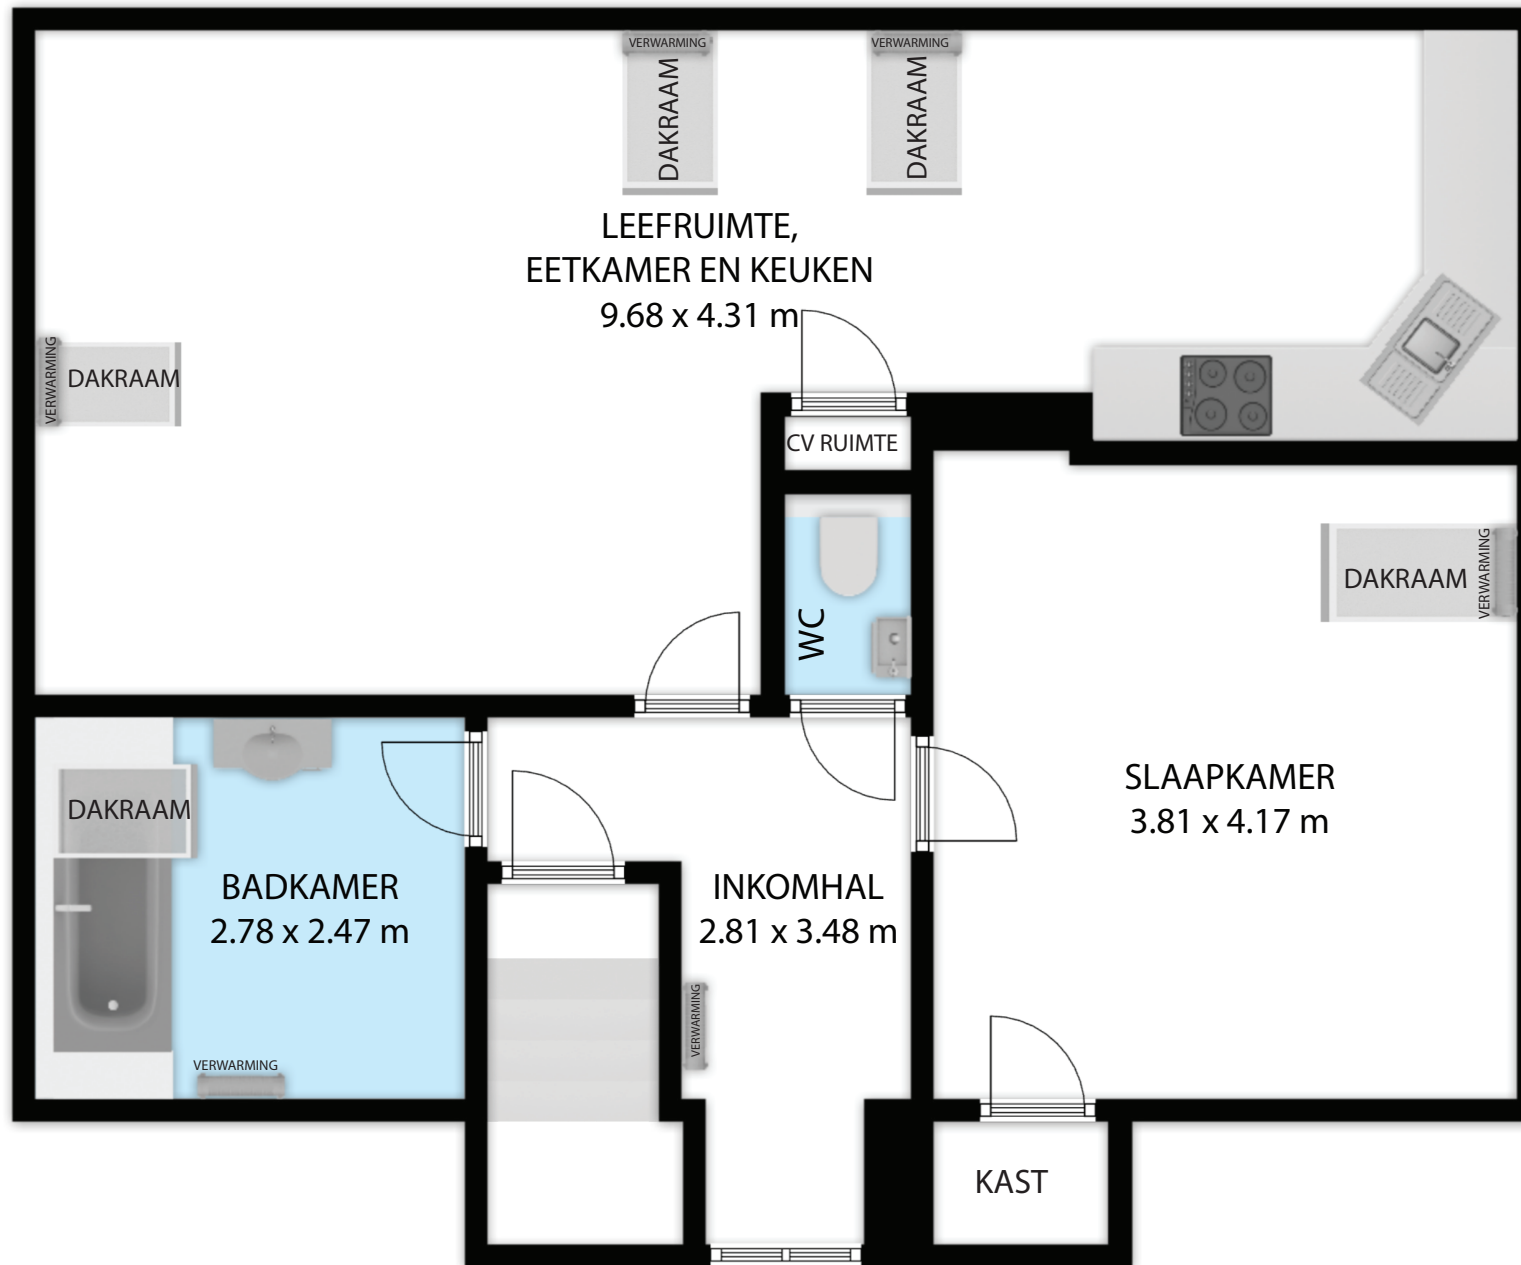 VERWARMING
VERWARMING
DAKRAAM
DAKRAAM
LEEFRUIMTE,
EETKAMER EN KEUKEN
9.68 x 4.31 m
VERWARMING
DAKRAAM
CV RUIMTE
WC
DAKRAAM
VERWARMING
SLAAPKAMER
3.81 x 4.17 m
DAKRAAM
BADKAMER
2.78 x 2.47 m
INKOMHAL
2.81 x 3.48 m
VERWARMING
VERWARMING
KAST